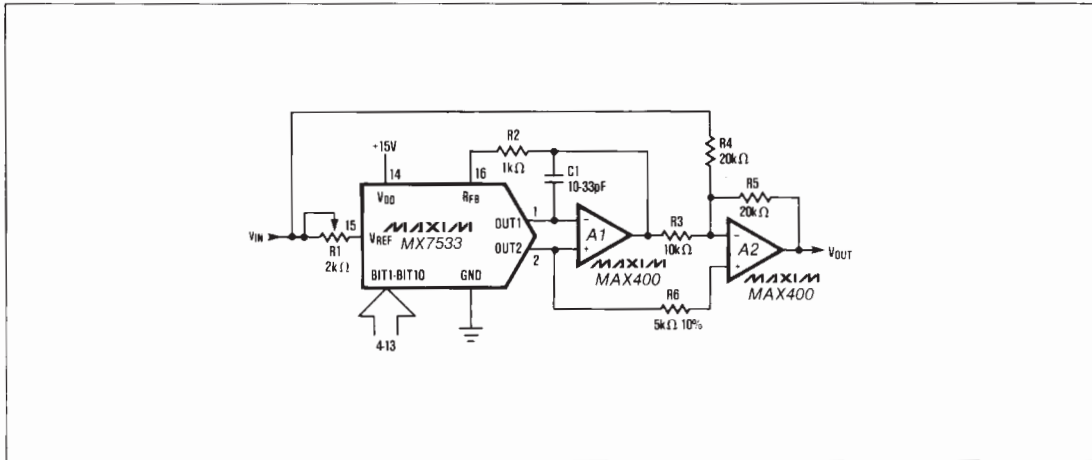 +15V
14
VDD
R2
1kΩ
16
RFB
C1
10-33pF
R4
20kΩ
R5
20kΩ
VIN
R1
2kΩ
15
VREF
MAXIM
MX7533
OUT1
1
OUT2
2
BIT1-BIT10
GND
4-13
-
+
A1
MAXIM
MAX400
R3
10kΩ
-
+
A2
MAXIM
MAX400
VOUT
R6
5kΩ 10%